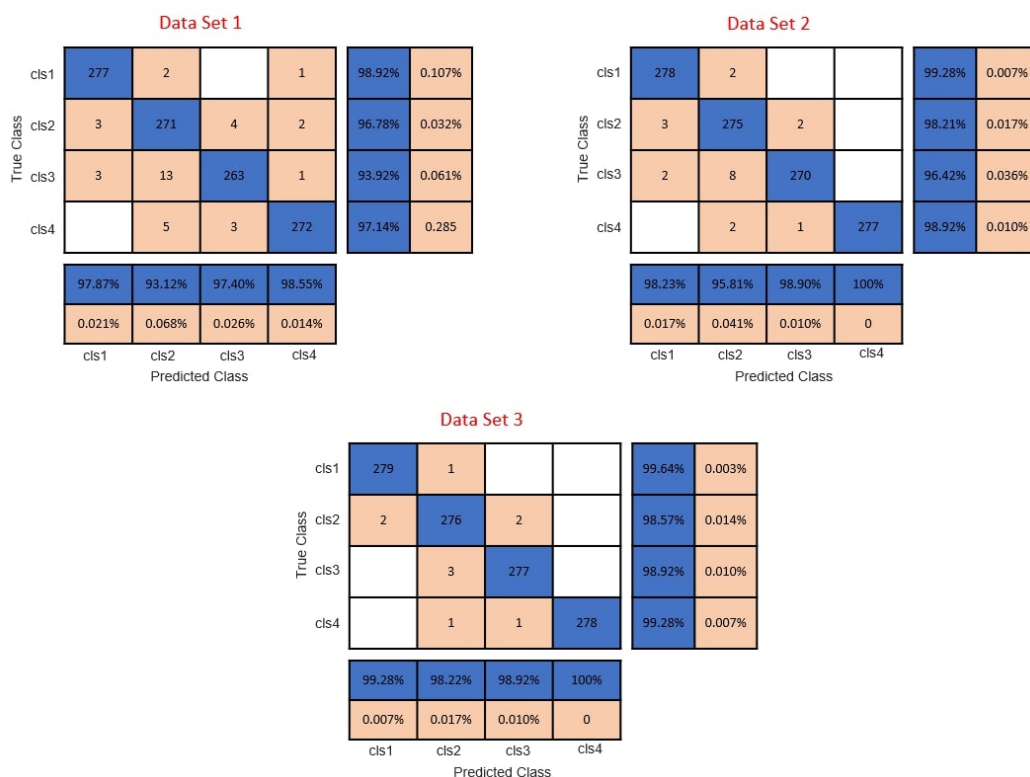 Data Set 1
cls1 277 2 1 98.92% 0.107%
cls2 3 271 4 2 96.78% 0.032%
cls3 3 13 263 1 93.92% 0.061%
cls4 5 3 272 97.14% 0.285
True Class
97.87% 93.12% 97.40% 98.55%
0.021% 0.068% 0.026% 0.014%
cls1 cls2 cls3 cls4
Predicted Class
Data Set 2
cls1 278 2 99.28% 0.007%
cls2 3 275 2 98.21% 0.017%
cls3 2 8 270 96.42% 0.036%
cls4 2 1 277 98.92% 0.010%
True Class
98.23% 95.81% 98.90% 100%
0.017% 0.041% 0.010% 0
cls1 cls2 cls3 cls4
Predicted Class
Data Set 3
cls1 279 1 99.64% 0.003%
cls2 2 276 2 98.57% 0.014%
cls3 3 277 98.92% 0.010%
cls4 1 1 278 99.28% 0.007%
True Class
99.28% 98.22% 98.92% 100%
0.007% 0.017% 0.010% 0
cls1 cls2 cls3 cls4
Predicted Class